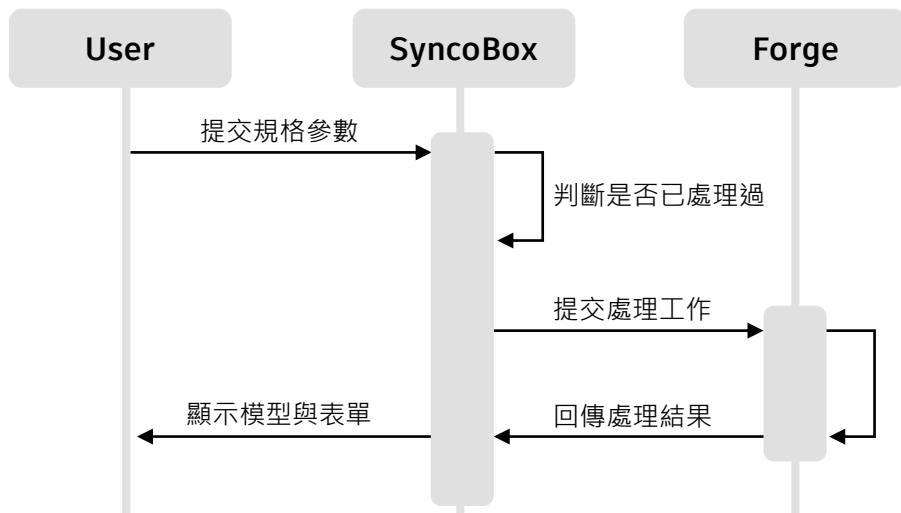 User
SyncoBox
Forge
提交規格參數
判斷是否已處理過
提交處理工作
顯示模型與表單
回傳處理結果